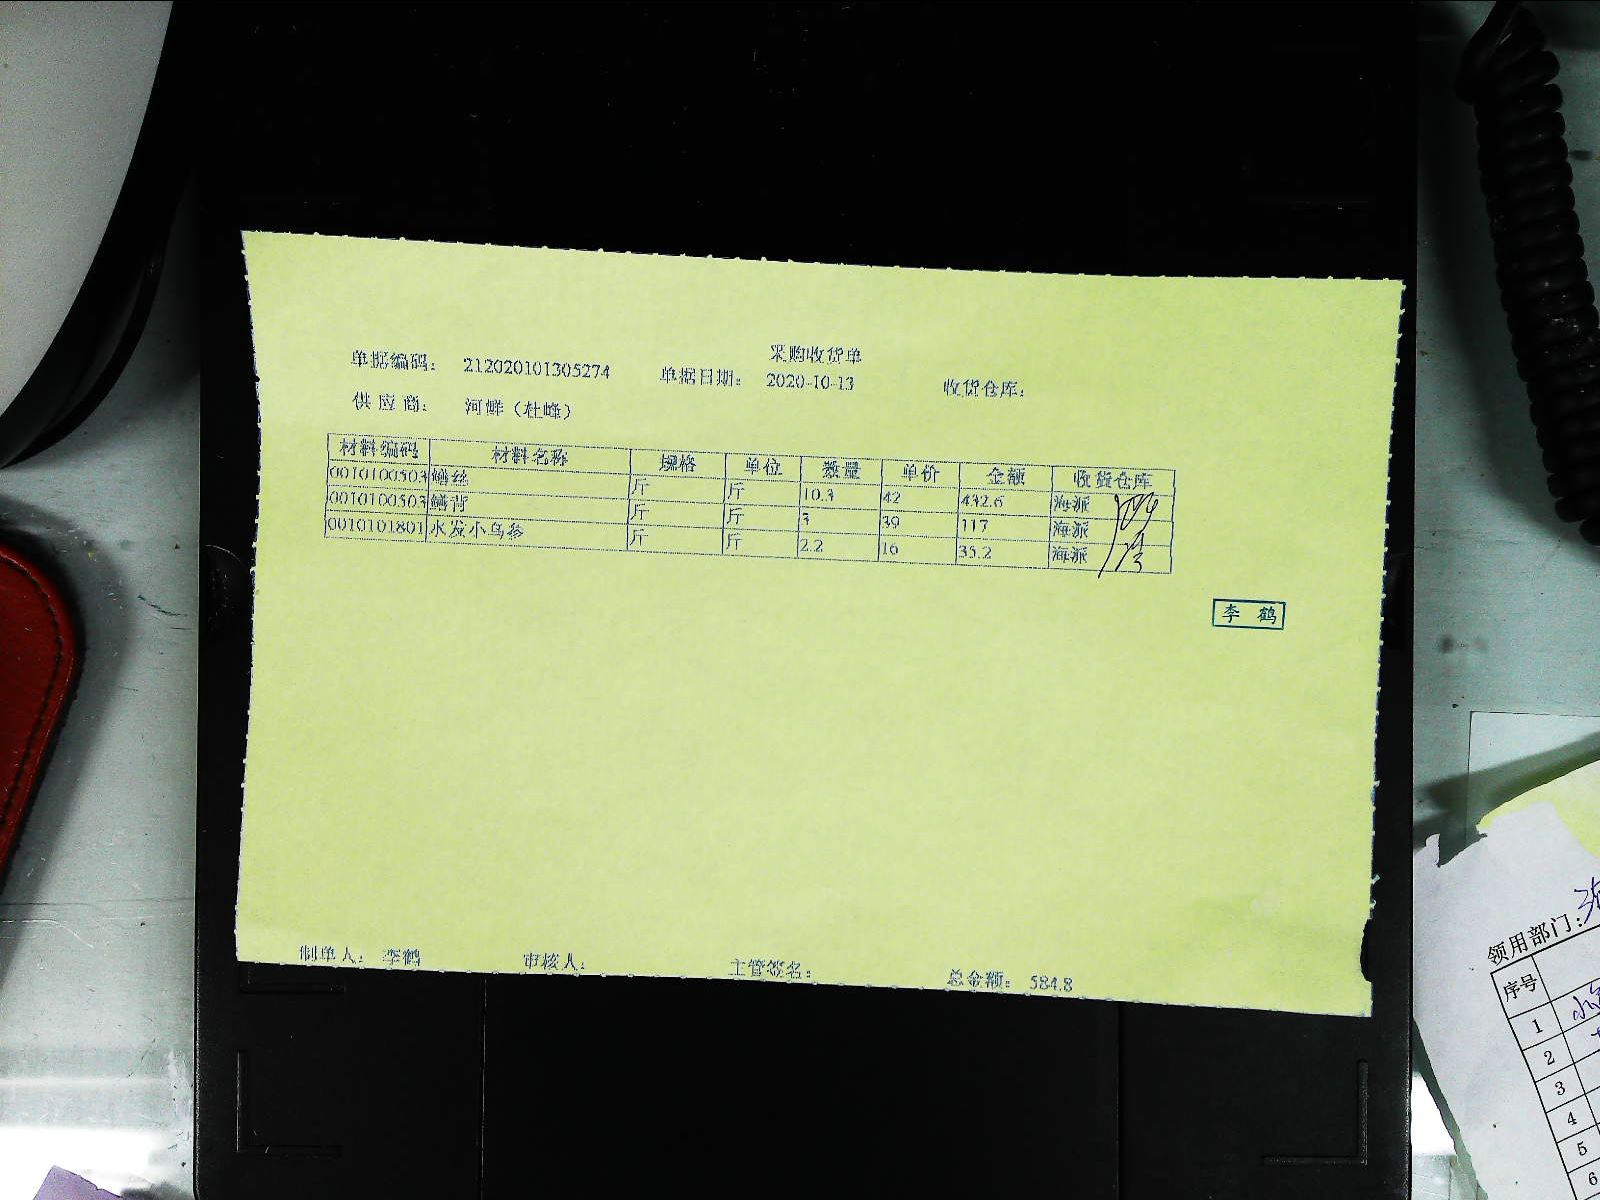 采购收货单
单据编码： 212020101305274 单据日期： 2020-10-13 收货仓库：
供 应 商： 河鲜（杜峰）
材料编码 材料名称 规格 单位 数量 单价 金额 收货仓库
0010100503 鳝丝 斤 斤 10.3 42 432.6 海派
0010100503 鳝背 斤 斤 3 39 117 海派
0010101801 水发小乌参 斤 斤 2.2 16 35.2 海派
李 鹤
制单人： 李鹤 审核人： 主管签名： 总金额： 584.8
领用部门：
序号
1
2
3
4
5
6